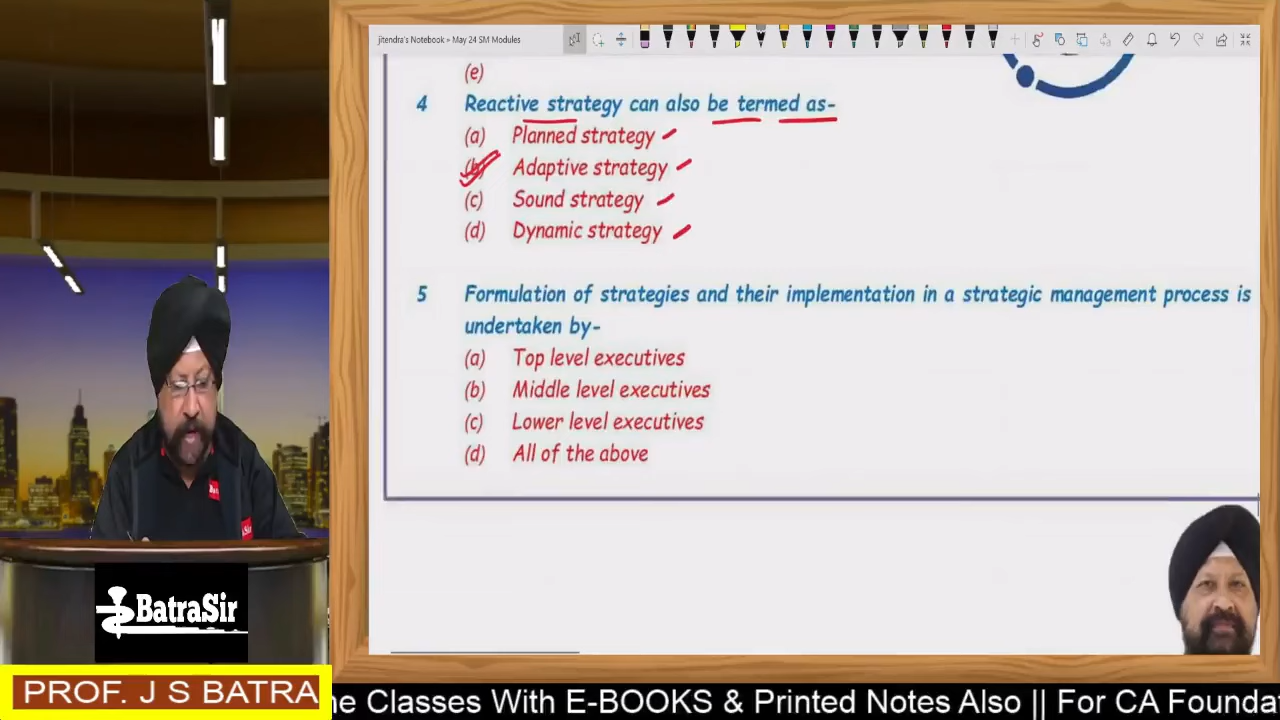 jitendra's Notebook » May 24 SM Modules
(e)
4 Reactive strategy can also be termed as-
(a) Planned strategy
(b) Adaptive strategy
(c) Sound strategy
(d) Dynamic strategy
5 Formulation of strategies and their implementation in a strategic management process is
undertaken by-
(a) Top level executives
(b) Middle level executives
(c) Lower level executives
(d) All of the above
BatraSir
PROF. J S BATRA
ne Classes With E-BOOKS & Printed Notes Also || For CA Founda